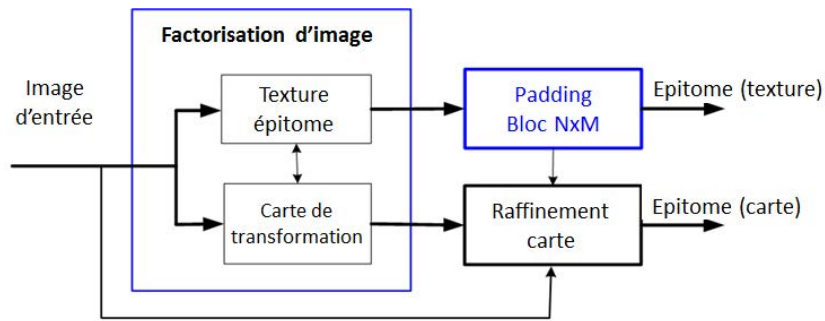 Factorisation d'image
Image
d'entrée
Texture
épitome
Padding
Bloc NxM
Epitome (texture)
Carte de
transformation
Raffinement
carte
Epitome (carte)